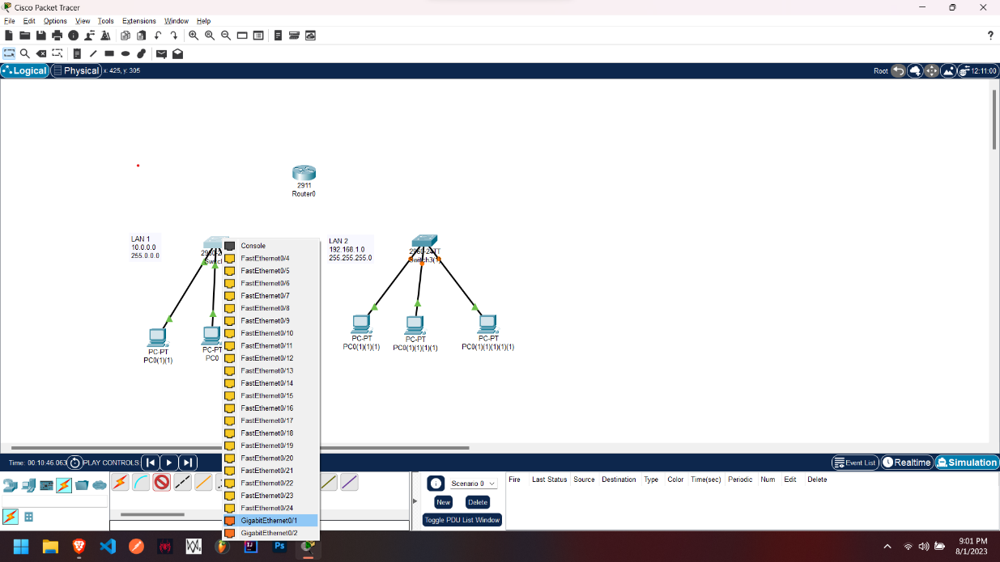 Cisco Packet Tracer
File Edit Options View Tools Extensions Window Help
?
Logical Physical x: 425, y: 305 Root 12:11:00
2911
Router0
LAN 1
10.0.0.0
255.0.0.0
LAN 2
192.168.1.0
255.255.255.0
2960-24TT
Switch3(1)
PC-PT
PC0(1)(1)
PC-PT
PC0
PC-PT
PC0(1)(1)(1)
PC-PT
PC0(1)(1)(1)(1)
PC-PT
PC0(1)(1)(1)(1)(1)
Console
FastEthernet0/4
FastEthernet0/5
FastEthernet0/6
FastEthernet0/7
FastEthernet0/8
FastEthernet0/9
FastEthernet0/10
FastEthernet0/11
FastEthernet0/12
FastEthernet0/13
FastEthernet0/14
FastEthernet0/15
FastEthernet0/16
FastEthernet0/17
FastEthernet0/18
FastEthernet0/19
FastEthernet0/20
FastEthernet0/21
FastEthernet0/22
FastEthernet0/23
FastEthernet0/24
GigabitEthernet0/1
GigabitEthernet0/2
Time: 00:10:46.063 PLAY CONTROLS Event List Realtime Simulation
Scenario 0
New Delete
Toggle PDU List Window
Fire Last Status Source Destination Type Color Time(sec) Periodic Num Edit Delete
Ps
9:01 PM
8/1/2023